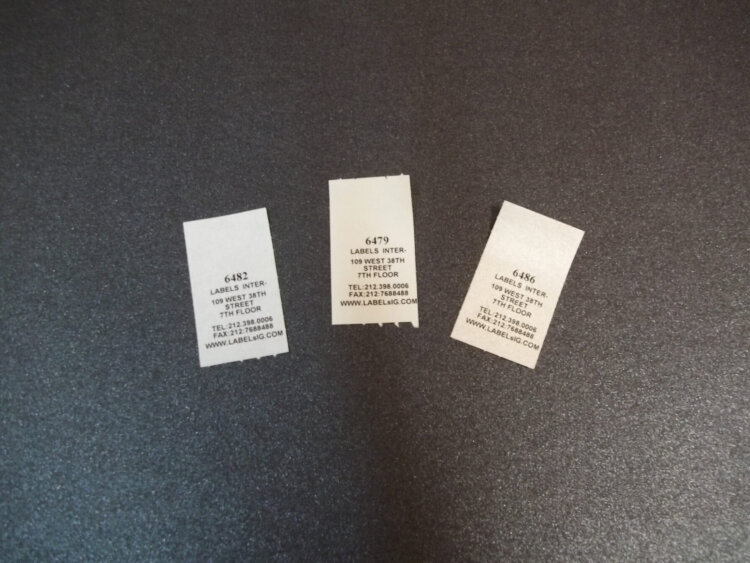 6482
LABELS INTER-
109 WEST 38TH
STREET
7TH FLOOR
TEL:212.398.0006
FAX:212:7688488
WWW.LABELsIG.COM
6479
LABELS INTER-
109 WEST 38TH
STREET
7TH FLOOR
TEL:212.398.0006
FAX:212:7688488
WWW.LABELsIG.COM
6486
LABELS INTER-
109 WEST 38TH
STREET
7TH FLOOR
TEL:212.398.0006
FAX:212:7688488
WWW.LABELsIG.COM